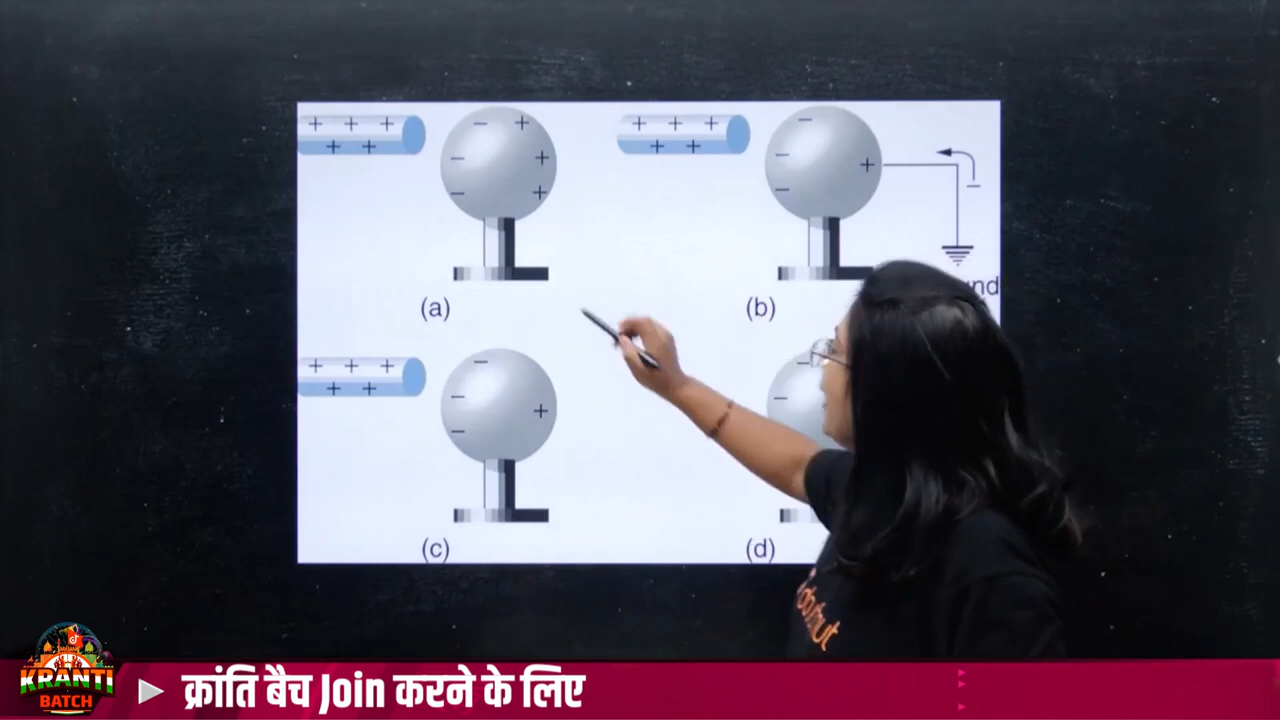 (a)
(b)
(c)
(d)
KRANTI
BATCH
क्रांति बैच Join करने के लिए